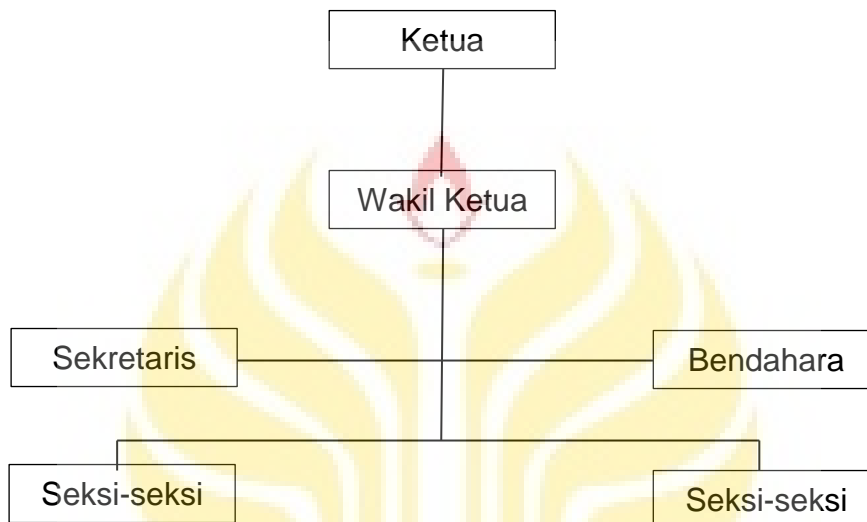 Ketua
Wakil Ketua
Sekretaris
Bendahara
Seksi-seksi
Seksi-seksi